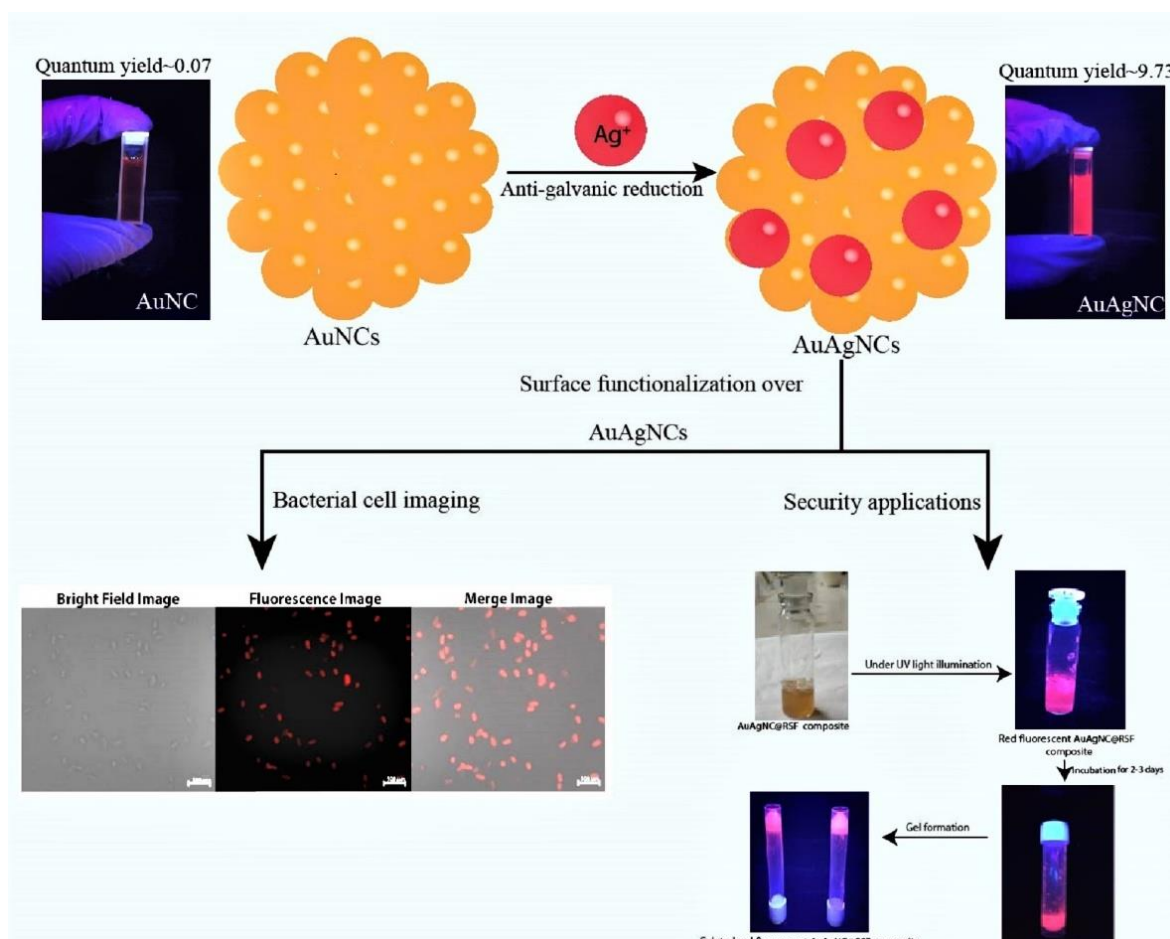 Quantum yield~0.07
Quantum yield~9.73
Ag⁺
Anti-galvanic reduction
AuNC
AuAgNC
AuNCs
AuAgNCs
Surface functionalization over
AuAgNCs
Bacterial cell imaging
Security applications
Bright Field Image
Fluorescence Image
Merge Image
Under UV light illumination
AuAgNC@RSF composite
Red fluorescent AuAgNC@RSF
composite
Incubation for 2-3 days
Gel formation